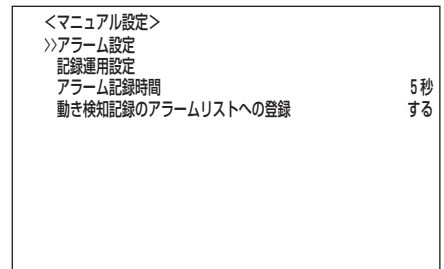 ＜マニュアル設定＞
>>アラーム設定
記録運用設定
アラーム記録時間 5秒
動き検知記録のアラームリストへの登録 する